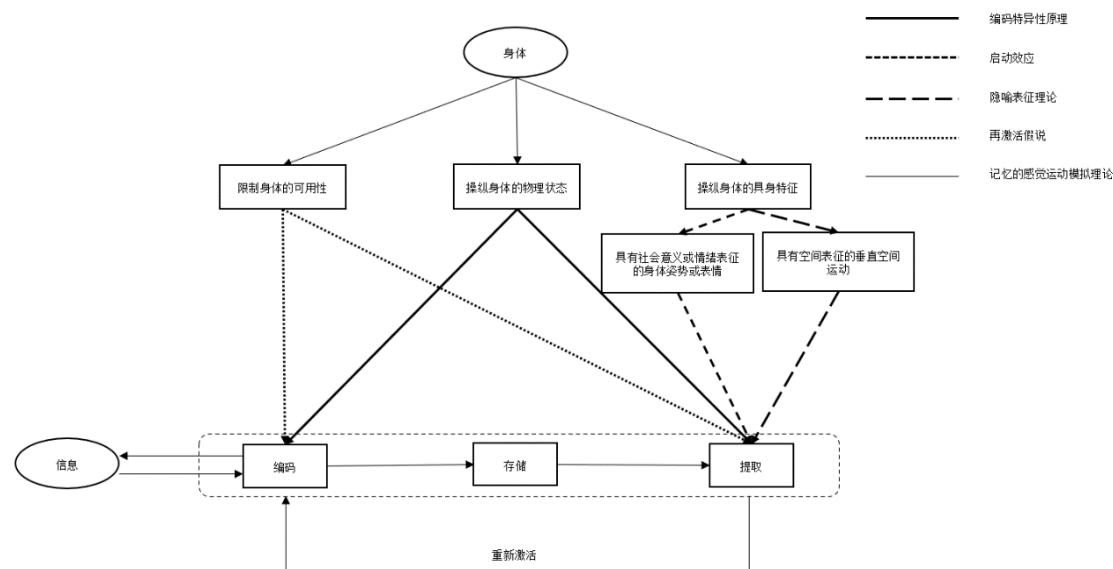 身体
编码特异性原理
启动效应
隐喻表征理论
再激活假说
记忆的感觉运动模拟理论
限制身体的可用性
操纵身体的物理状态
操纵身体的具身特征
具有社会意义或情绪表征
的身体姿势或表情
具有空间表征的垂直空间
运动
信息
编码
存储
提取
重新激活